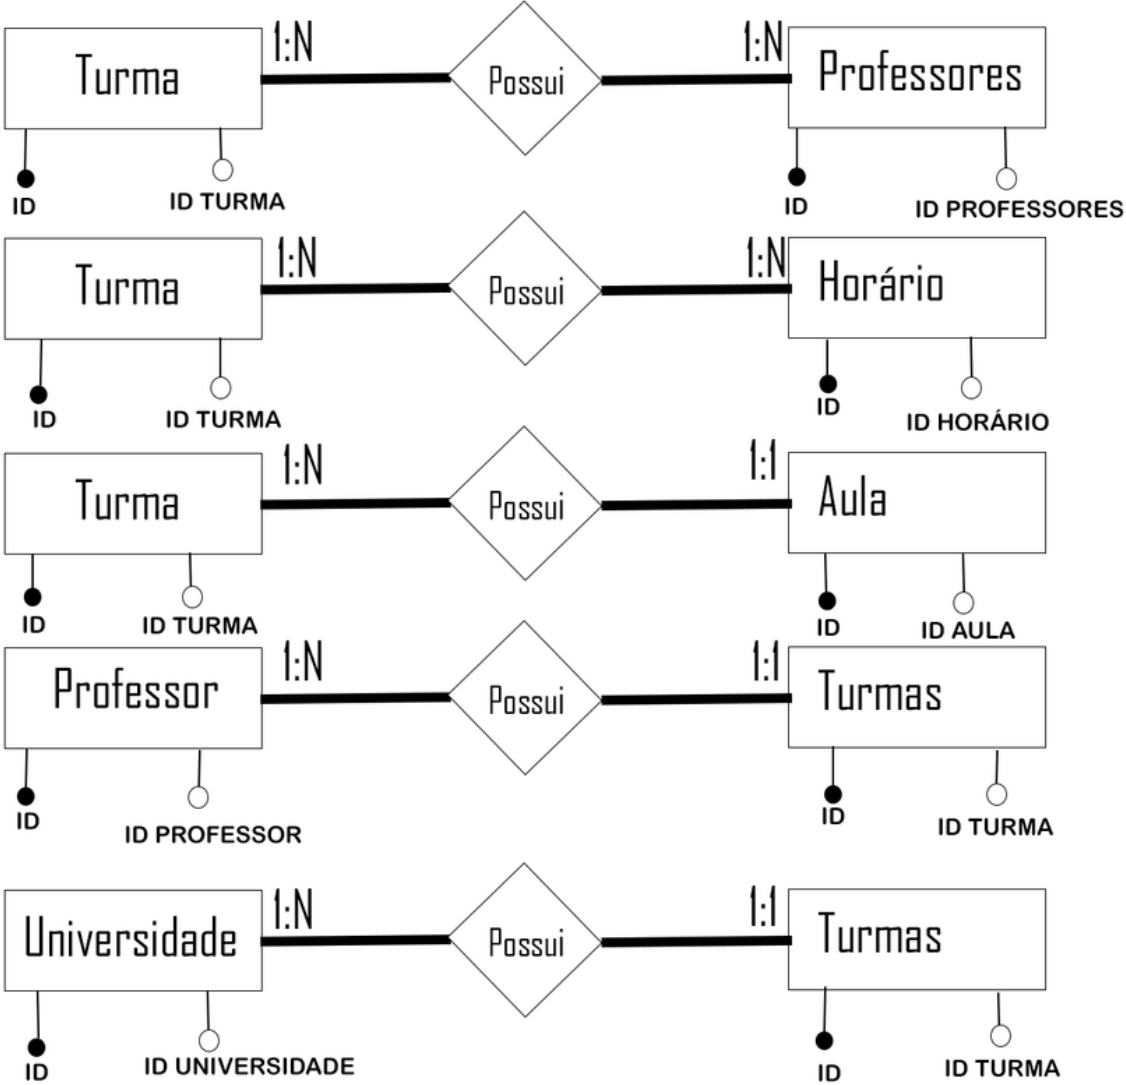 1:N 1:N
Turma Possui Professores
ID ID TURMA ID ID PROFESSORES
1:N 1:N
Turma Possui Horário
ID ID TURMA ID ID HORÁRIO
1:N 1:1
Turma Possui Aula
ID ID TURMA ID ID AULA
1:N 1:1
Professor Possui Turmas
ID ID PROFESSOR ID ID TURMA
1:N 1:1
Universidade Possui Turmas
ID ID UNIVERSIDADE ID ID TURMA